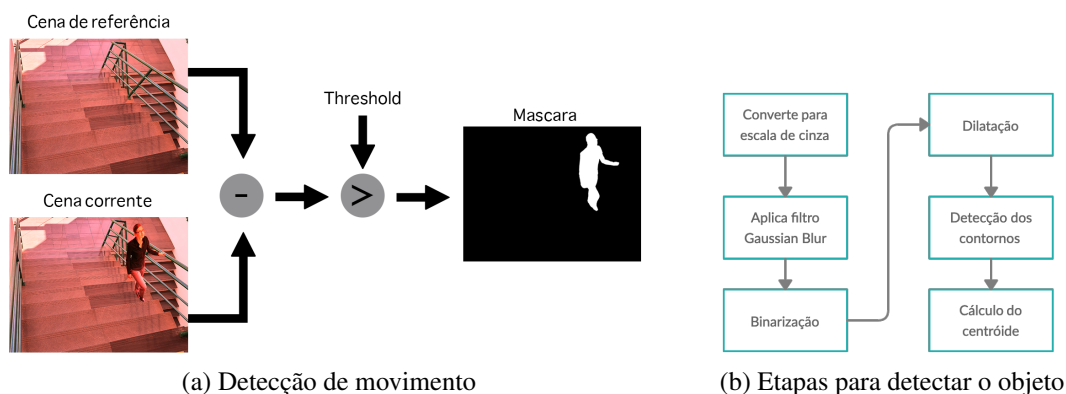 Cena de referência
Threshold
Mascara
Cena corrente
-
>
Converte para
escala de cinza
Aplica filtro
Gaussian Blur
Binarização
Dilatação
Detecção dos
contornos
Cálculo do
centróide
(a) Detecção de movimento
(b) Etapas para detectar o objeto